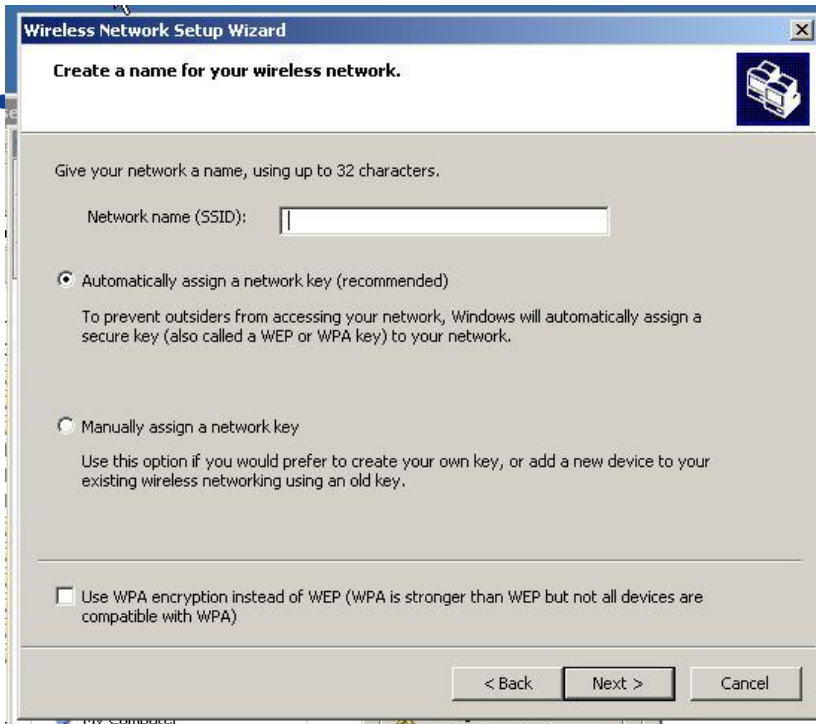 Wireless Network Setup Wizard
Create a name for your wireless network.
Give your network a name, using up to 32 characters.
Network name (SSID):
Automatically assign a network key (recommended)
To prevent outsiders from accessing your network, Windows will automatically assign a
secure key (also called a WEP or WPA key) to your network.
Manually assign a network key
Use this option if you would prefer to create your own key, or add a new device to your
existing wireless networking using an old key.
Use WPA encryption instead of WEP (WPA is stronger than WEP but not all devices are
compatible with WPA)
< Back Next > Cancel
My Computer